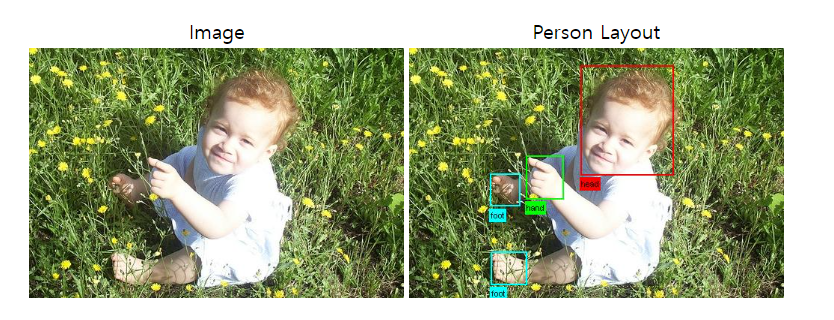 Image
Person Layout
head
foot
hand
foot